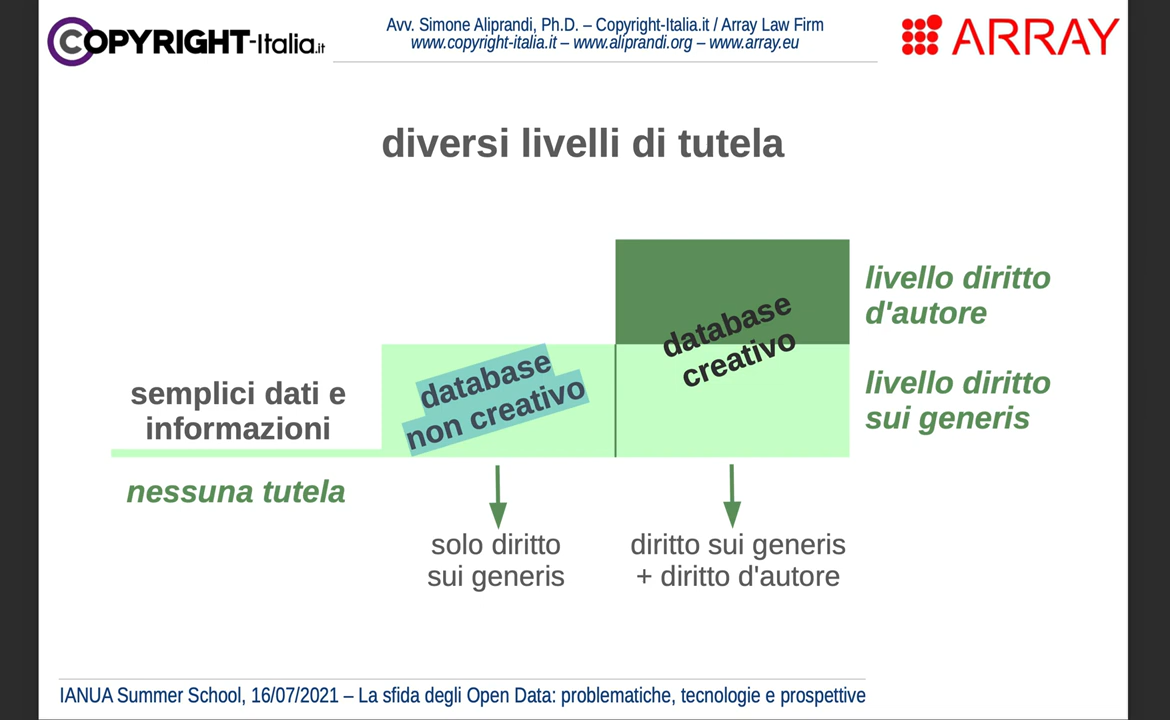 COPYRIGHT-Italia.it
Avv. Simone Aliprandi, Ph.D. – Copyright-Italia.it / Array Law Firm
www.copyright-italia.it – www.aliprandi.org – www.array.eu
ARRAY
diversi livelli di tutela
semplici dati e
informazioni
nessuna tutela
database
non creativo
database
creativo
livello diritto
d'autore
livello diritto
sui generis
solo diritto
sui generis
diritto sui generis
+ diritto d'autore
IANUA Summer School, 16/07/2021 – La sfida degli Open Data: problematiche, tecnologie e prospettive